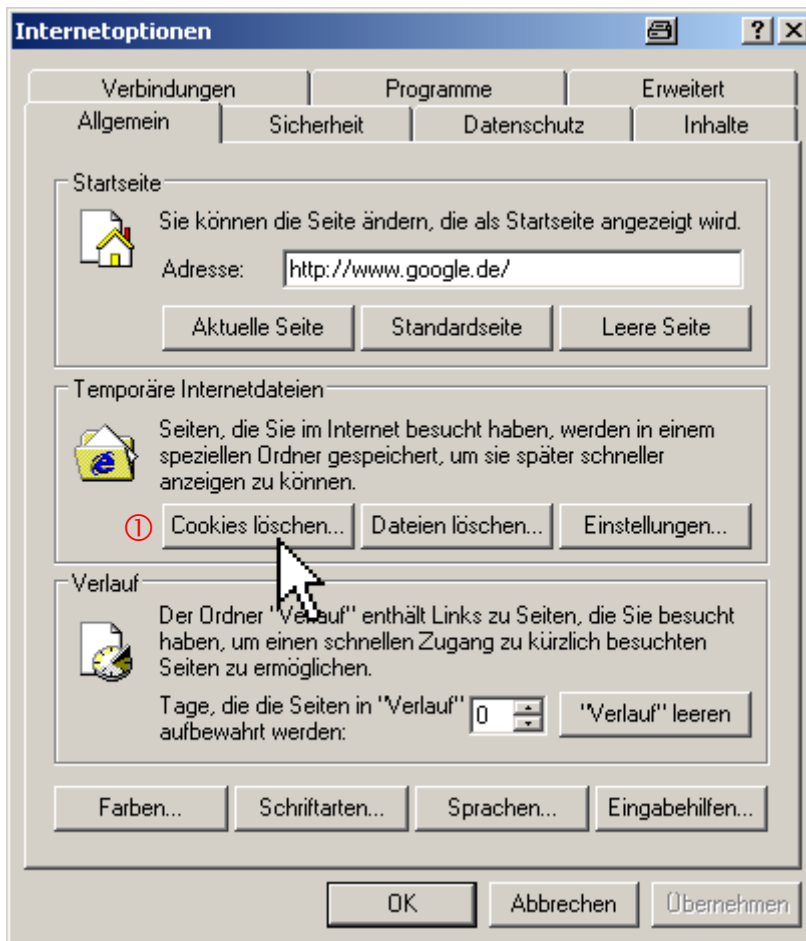 Internetoptionen
Verbindungen Programme Erweitert
Allgemein Sicherheit Datenschutz Inhalte
Startseite
Sie können die Seite ändern, die als Startseite angezeigt wird.
Adresse: http://www.google.de/
Aktuelle Seite Standardseite Leere Seite
Temporäre Internetdateien
Seiten, die Sie im Internet besucht haben, werden in einem
speziellen Ordner gespeichert, um sie später schneller
anzeigen zu können.
① Cookies löschen... Dateien löschen... Einstellungen...
Verlauf
Der Ordner "Verlauf" enthält Links zu Seiten, die Sie besucht
haben, um einen schnellen Zugang zu kürzlich besuchten
Seiten zu ermöglichen.
Tage, die die Seiten in "Verlauf"
aufbewahrt werden: 0 "Verlauf" leeren
Farben... Schriftarten... Sprachen... Eingabehilfen...
OK Abbrechen Übernehmen